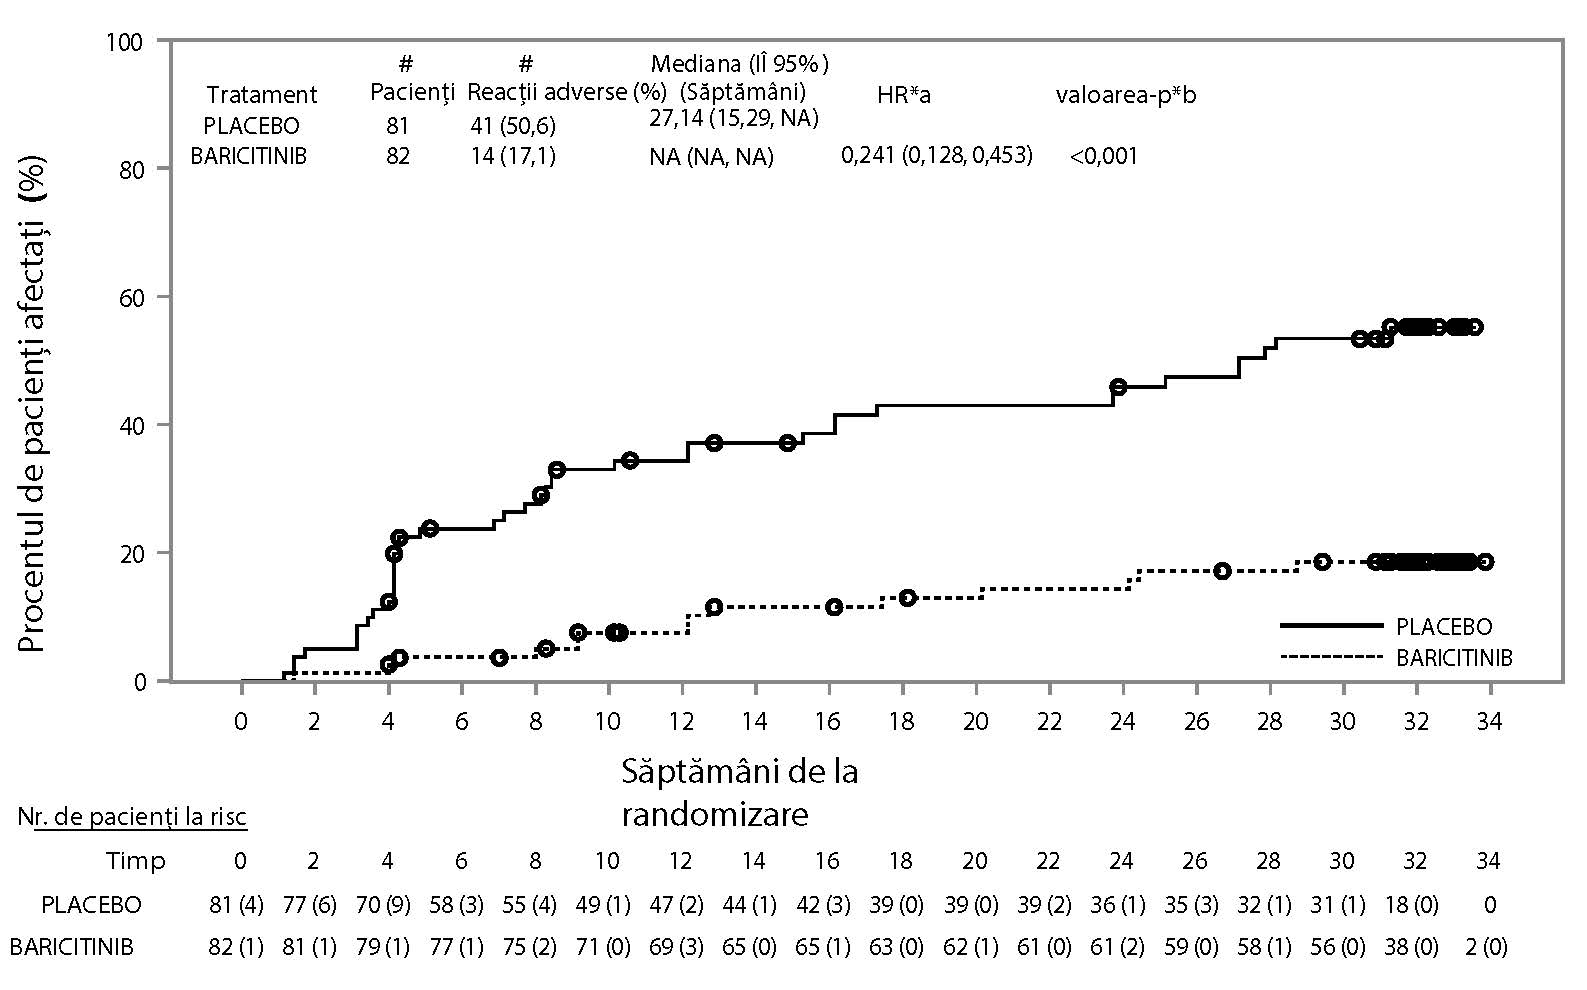 # # Mediana (IÎ 95%)
Tratament Pacienți Reacții adverse (%) (Săptămâni) HR*a valoarea-p*b
PLACEBO 81 41 (50,6) 27,14 (15,29, NA)
BARICITINIB 82 14 (17,1) NA (NA, NA) 0,241 (0,128, 0,453) <0,001
Procentul de pacienți afectați (%)
100
80
60
40
20
0
PLACEBO
BARICITINIB
0 2 4 6 8 10 12 14 16 18 20 22 24 26 28 30 32 34
Săptămâni de la
randomizare
Nr. de pacienți la risc
Timp 0 2 4 6 8 10 12 14 16 18 20 22 24 26 28 30 32 34
PLACEBO 81 (4) 77 (6) 70 (9) 58 (3) 55 (4) 49 (1) 47 (2) 44 (1) 42 (3) 39 (0) 39 (0) 39 (2) 36 (1) 35 (3) 32 (1) 31 (1) 18 (0) 0
BARICITINIB 82 (1) 81 (1) 79 (1) 77 (1) 75 (2) 71 (0) 69 (3) 65 (0) 65 (1) 63 (0) 62 (1) 61 (0) 61 (2) 59 (0) 58 (1) 56 (0) 38 (0) 2 (0)